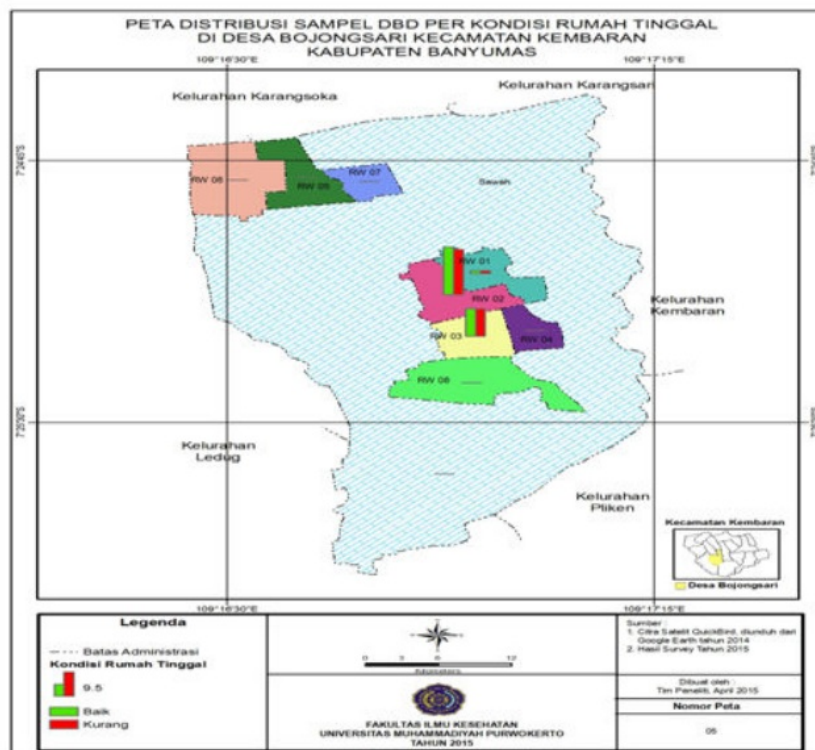 PETA DISTRIBUSI SAMPEL DBD PER KONDISI RUMAH TINGGAL
DI DESA BOJONGSARI KECAMATAN KEMBARAN
KABUPATEN BANYUMAS
109°16'30"E
109°17'15"E
Kelurahan Karangsoka
Kelurahan Karangsari
RW 06
RW 05
RW 07
Sawah
RW 01
RW 02
RW 03
RW 04
RW 08
Kelurahan
Kembaran
Kelurahan
Ledug
Kelurahan
Pliken
Kecamatan Kembaran
Desa Bojongsari
109°16'30"E
109°17'15"E
Legenda
Batas Administrasi
Kondisi Rumah Tinggal
9.5
Baik
Kurang
Kilometers
FAKULTAS ILMU KESEHATAN
UNIVERSITAS MUHAMMADIYAH PURWOKERTO
TAHUN 2015
Sumber :
1. Citra Satelit QuickBird, diunduh dari
Google Earth tahun 2014
2. Hasil Survey Tahun 2015
Dibuat oleh :
Tim Peneliti, April 2015
Nomor Peta